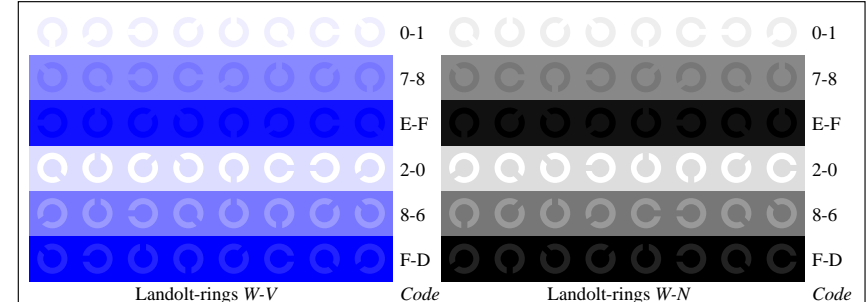 0-1 0-1
7-8 7-8
E-F E-F
2-0 2-0
8-6 8-6
F-D F-D
Landolt-rings W-V Code Landolt-rings W-N Code